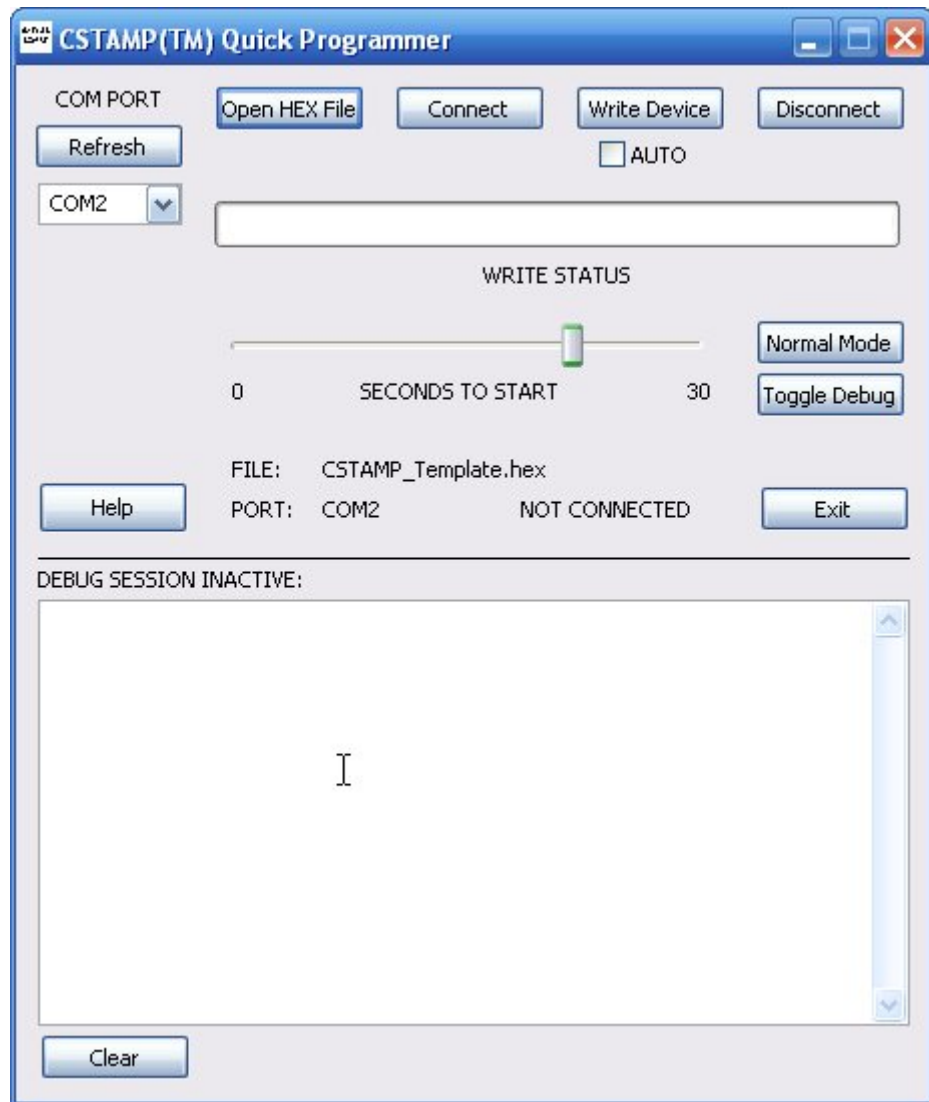 CSTAMP(TM) Quick Programmer
COM PORT
Open HEX File Connect Write Device Disconnect
Refresh
AUTO
COM2
WRITE STATUS
Normal Mode
0 SECONDS TO START 30
Toggle Debug
FILE: CSTAMP_Template.hex
Help PORT: COM2 NOT CONNECTED Exit
DEBUG SESSION INACTIVE:
Clear